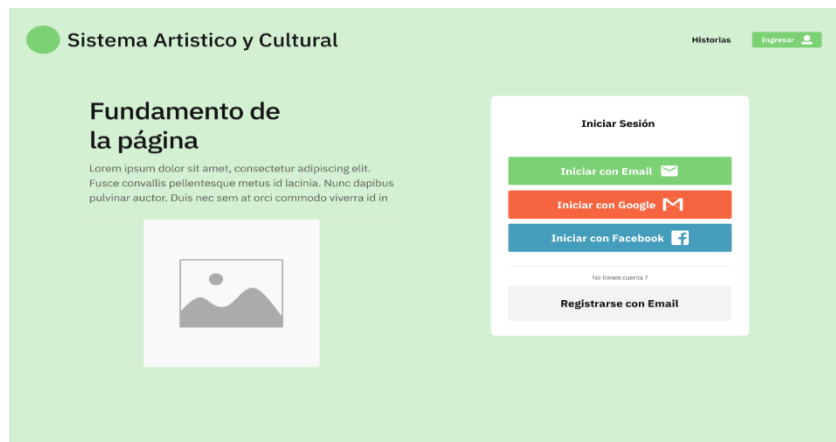 Sistema Artistico y Cultural
Historias
Ingresar
Fundamento de
la página
Lorem ipsum dolor sit amet, consectetur adipiscing elit.
Fusce convallis pellentesque metus id lacinia. Nunc dapibus
pulvinar auctor. Duis nec sem at orci commodo viverra id in
Iniciar Sesión
Iniciar con Email
Iniciar con Google
Iniciar con Facebook
No tienes cuenta ?
Registrarse con Email